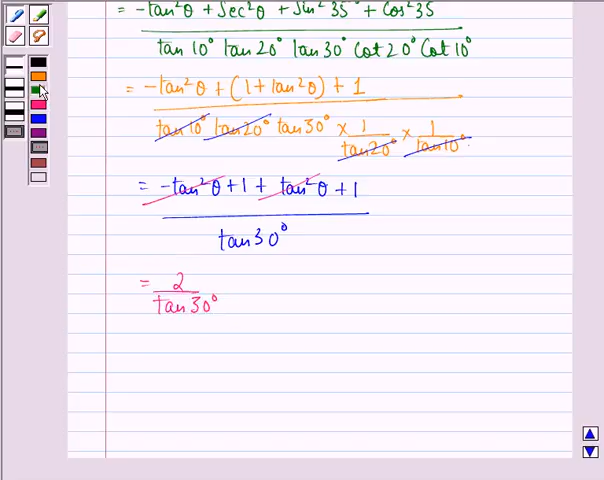 = -tan²θ + Sec²θ + Sin²35° + Cos²35
tan 10° tan 20° tan 30° Cot 20° Cot 10°
= -tan²θ + (1 + tan²θ) + 1
tan 10° tan 20° tan 30° × 1/tan 20° × 1/tan 10°
= -tan²θ + 1 + tan²θ + 1
tan 30°
= 2
tan 30°